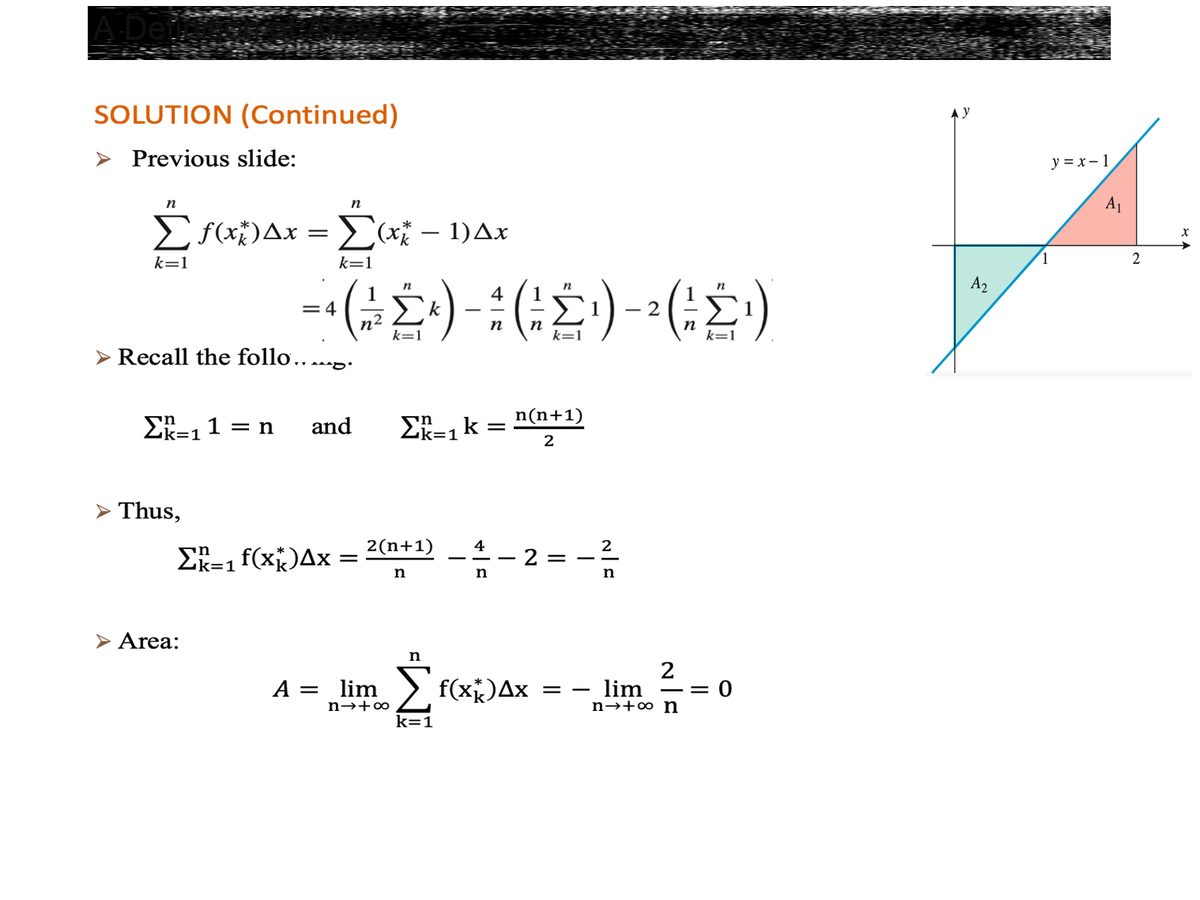 A De
SOLUTION (Continued)
➢ Previous slide:
∑_{k=1}^{n} f(x_k^*)Δx = ∑_{k=1}^{n} (x_k^* − 1)Δx
= 4(1/n² ∑_{k=1}^{n} k) − 4/n (1/n ∑_{k=1}^{n} 1) − 2(1/n ∑_{k=1}^{n} 1)
➢ Recall the
∑_{k=1}^{n} 1 = n and ∑_{k=1}^{n} k = n(n+1)/2
➢ Thus,
∑_{k=1}^{n} f(x_k^*)Δx = 2(n+1)/n − 4/n − 2 = − 2/n
➢ Area:
A = lim_{n→+∞} ∑_{k=1}^{n} f(x_k^*)Δx = − lim_{n→+∞} 2/n = 0
y
y = x − 1
A₁
x
1
2
A₂